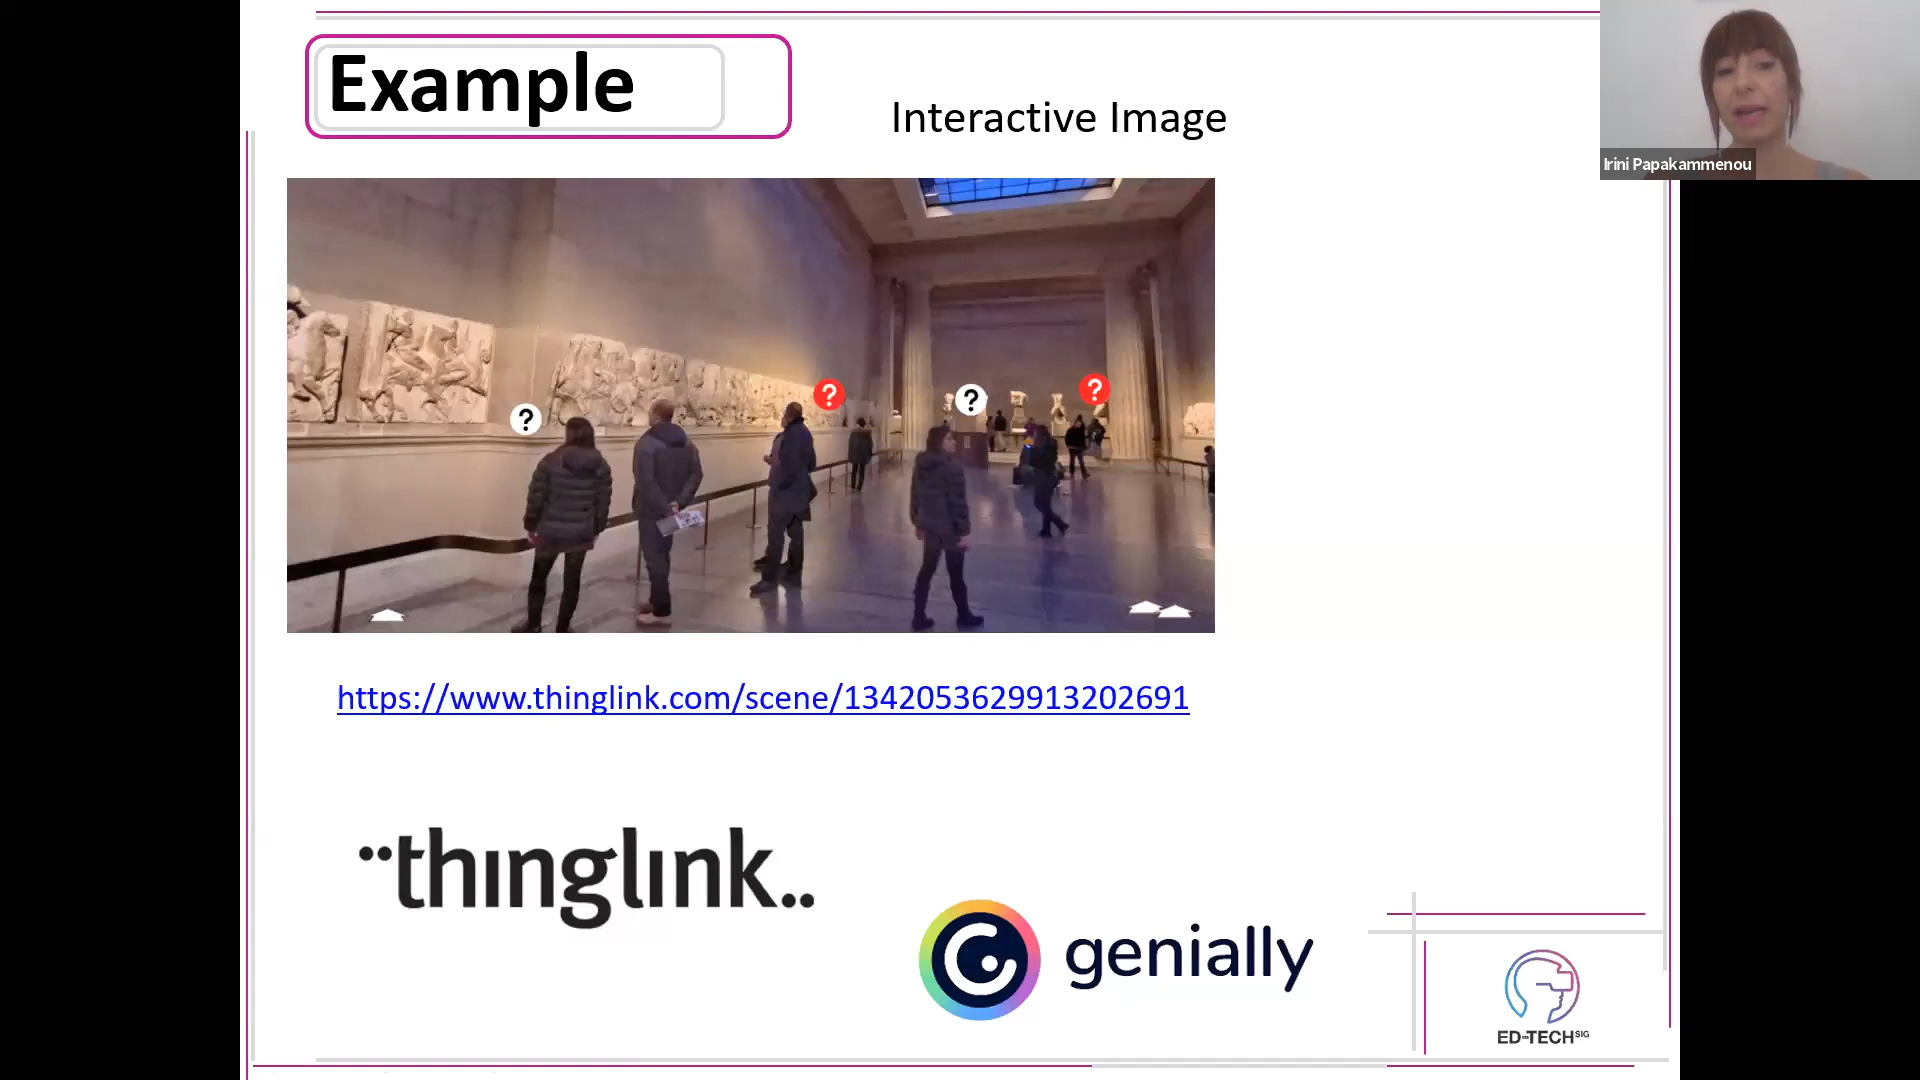 Example
Interactive Image
Irini Papakammenou
?
?
?
?
https://www.thinglink.com/scene/1342053629913202691
¨thınglınk..
genially
ED-TECH SIG